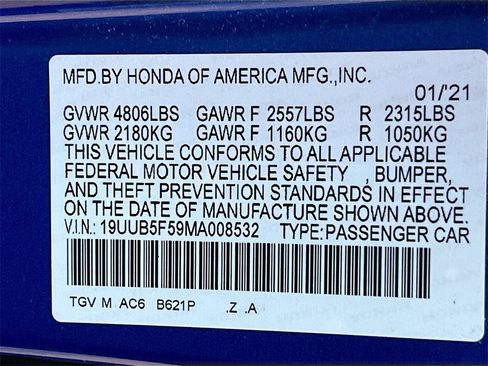 MFD.BY HONDA OF AMERICA MFG.,INC.
01/'21
GVWR 4806LBS GAWR F 2557LBS R 2315LBS
GVWR 2180KG GAWR F 1160KG R 1050KG
THIS VEHICLE CONFORMS TO ALL APPLICABLE
FEDERAL MOTOR VEHICLE SAFETY , BUMPER,
AND THEFT PREVENTION STANDARDS IN EFFECT
ON THE DATE OF MANUFACTURE SHOWN ABOVE.
V.I.N.: 19UUB5F59MA008532 TYPE:PASSENGER CAR
TGV M AC6 B621P .Z .A